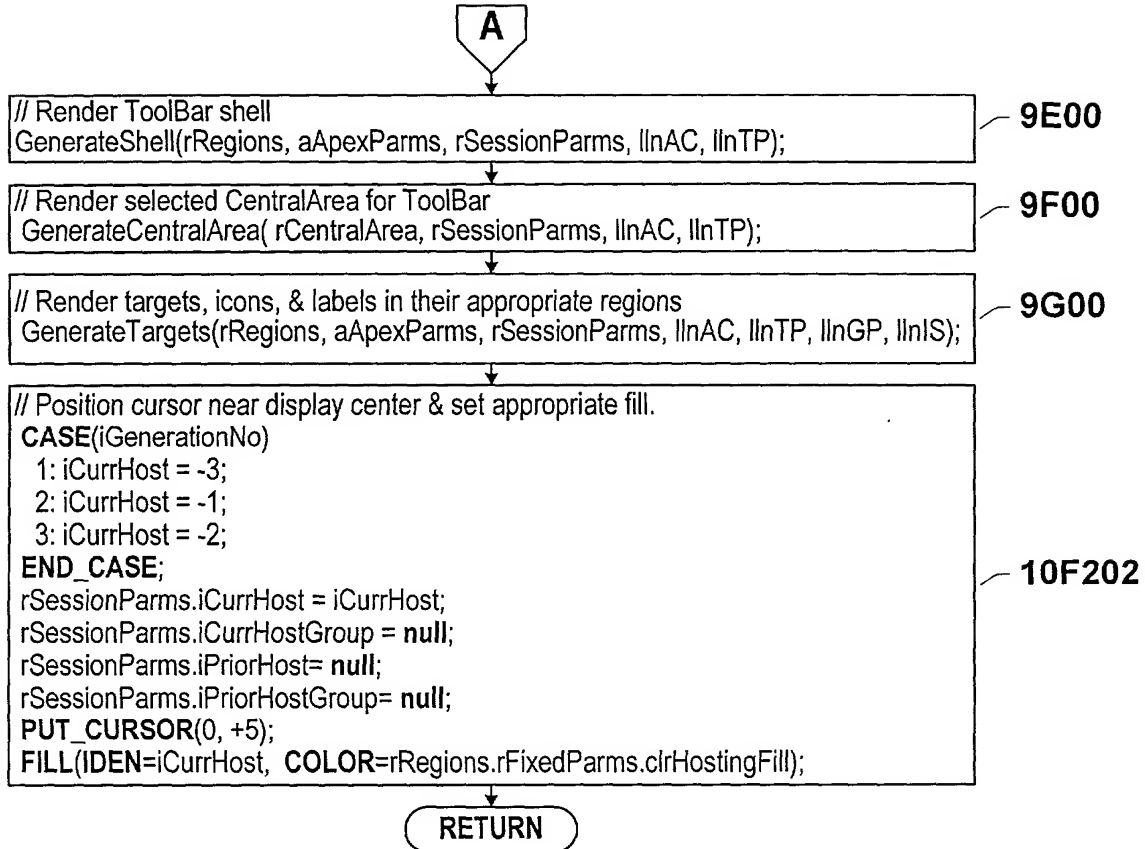 A
// Render ToolBar shell
GenerateShell(rRegions, aApexParms, rSessionParms, llnAC, llnTP);
9E00
// Render selected CentralArea for ToolBar
GenerateCentralArea( rCentralArea, rSessionParms, llnAC, llnTP);
9F00
// Render targets, icons, & labels in their appropriate regions
GenerateTargets(rRegions, aApexParms, rSessionParms, llnAC, llnTP, llnGP, llnIS);
9G00
// Position cursor near display center & set appropriate fill.
CASE(iGenerationNo)
1: iCurrHost = -3;
2: iCurrHost = -1;
3: iCurrHost = -2;
END_CASE;
rSessionParms.iCurrHost = iCurrHost;
rSessionParms.iCurrHostGroup = null;
rSessionParms.iPriorHost= null;
rSessionParms.iPriorHostGroup= null;
PUT_CURSOR(0, +5);
FILL(IDEN=iCurrHost, COLOR=rRegions.rFixedParms.clrHostingFill);
10F202
RETURN